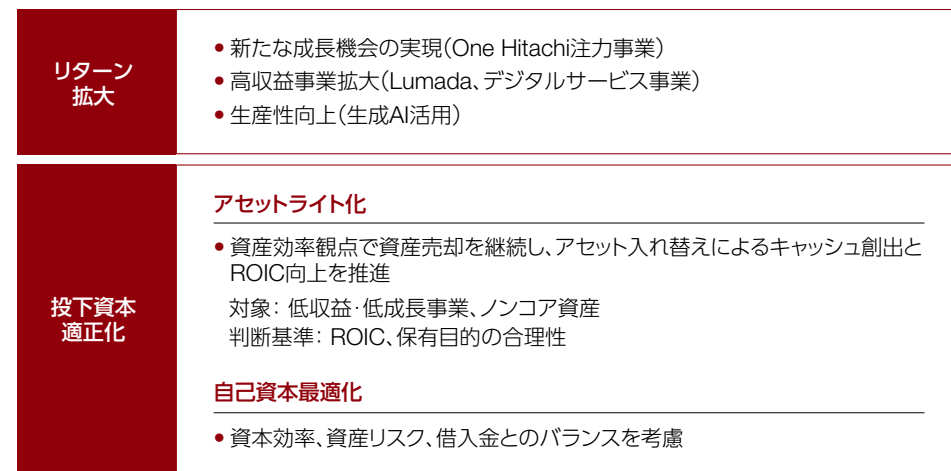 リターン
拡大
• 新たな成長機会の実現(One Hitachi注力事業)
• 高収益事業拡大(Lumada、デジタルサービス事業)
• 生産性向上(生成AI活用)
投下資本
適正化
アセットライト化
• 資産効率観点で資産売却を継続し、アセット入れ替えによるキャッシュ創出と
ROIC向上を推進
対象: 低収益·低成長事業、ノンコア資産
判断基準: ROIC、保有目的の合理性
自己資本最適化
• 資本効率、資産リスク、借入金とのバランスを考慮